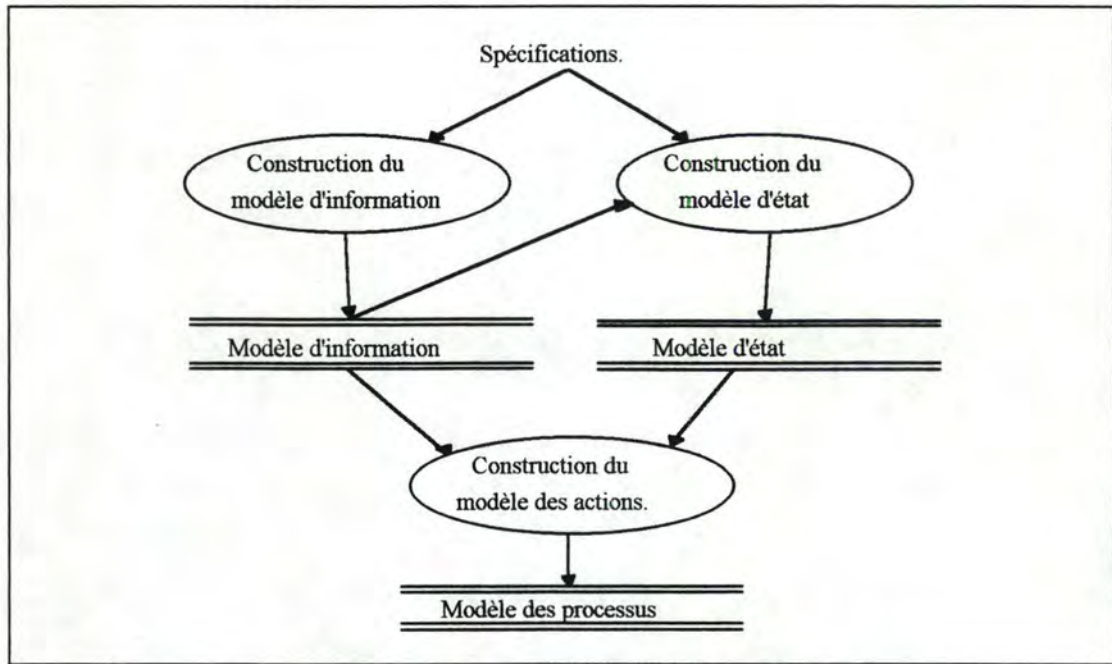 Spécifications.
Construction du
modèle d'information
Construction du
modèle d'état
Modèle d'information
Modèle d'état
Construction du
modèle des actions.
Modèle des processus